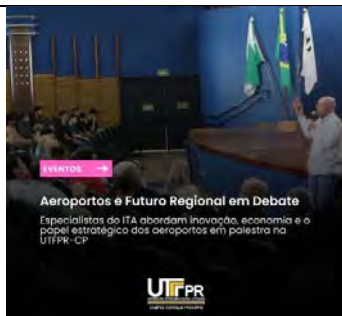 EVENTOS →
Aeroportos e Futuro Regional em Debate
Especialistas do ITA abordam inovação, economia e o
papel estratégico dos aeroportos em palestra na
UTFPR-CP
UTFPR